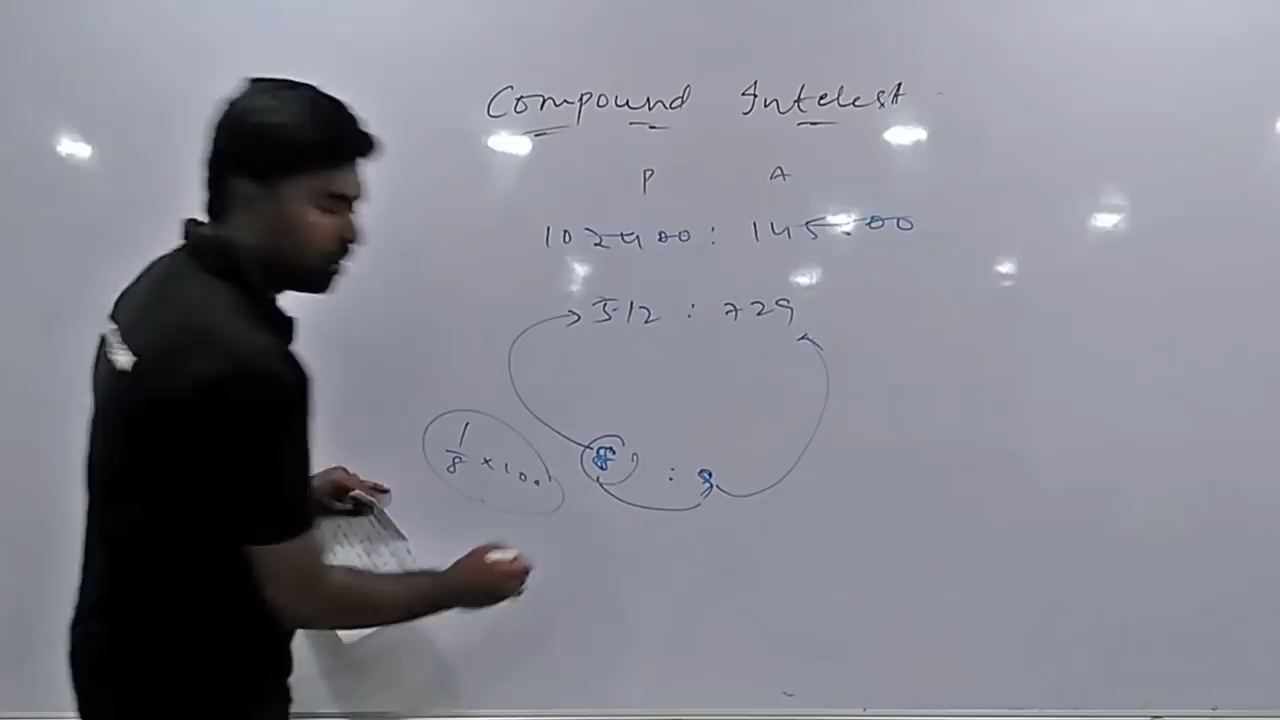 Compound Interest
P A
102400 : 145800
512 : 729
1/8 × 100
8 : 9